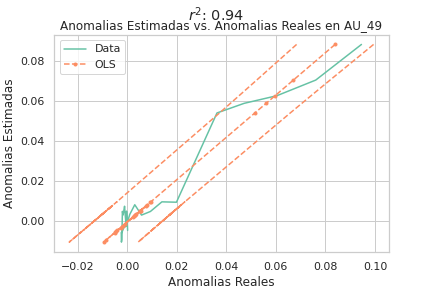 r²: 0.94
Anomalias Estimadas vs. Anomalias Reales en AU_49
Data
OLS
Anomalias Estimadas
0.08
0.06
0.04
0.02
0.00
−0.02 0.00 0.02 0.04 0.06 0.08 0.10
Anomalias Reales